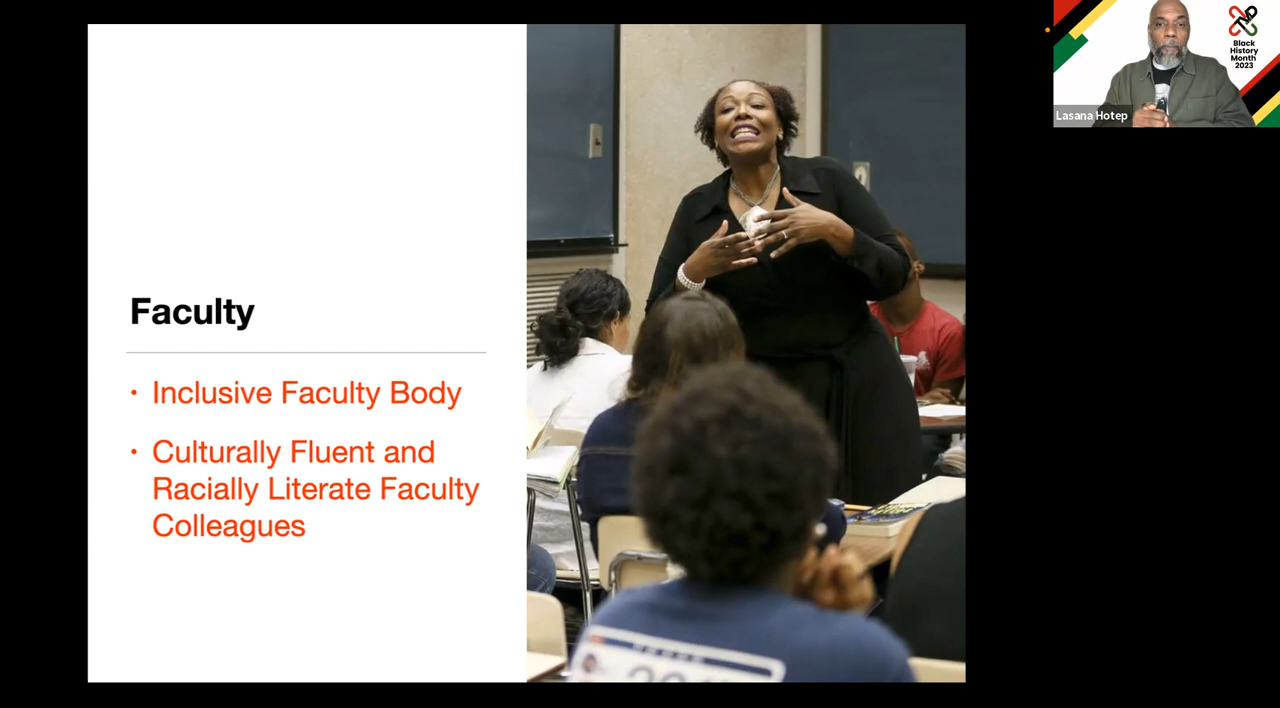 Faculty
• Inclusive Faculty Body
• Culturally Fluent and
Racially Literate Faculty
Colleagues
Black
History
Month
2023
Lasana Hotep